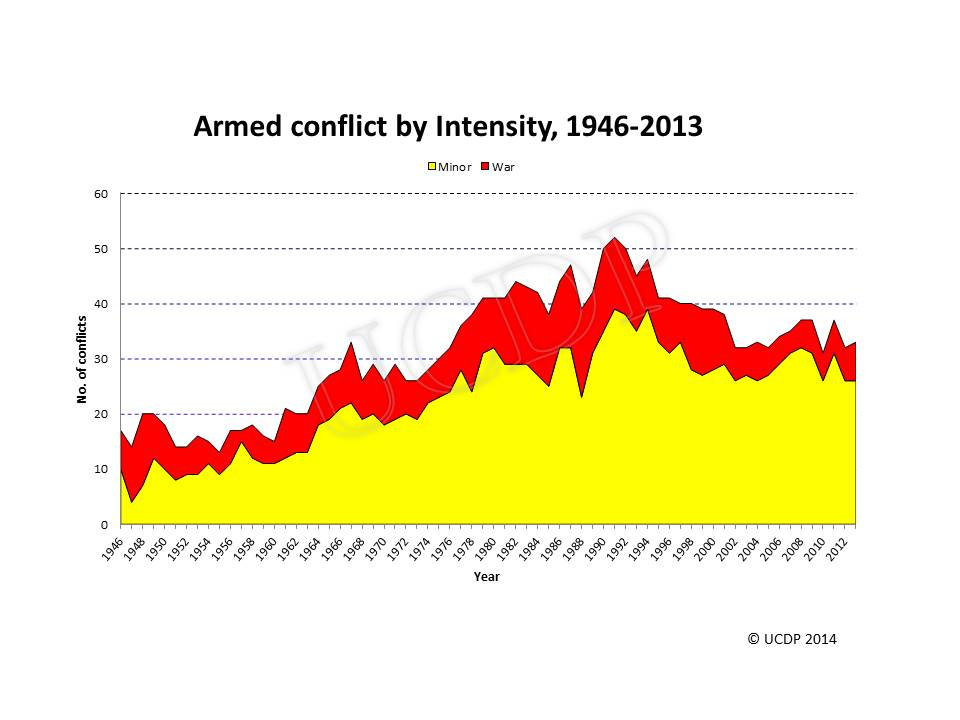 Armed conflict by Intensity, 1946-2013
Minor War
60
50
40
30
20
10
0
No. of conflicts
UCDP
1946 1948 1950 1952 1954 1956 1958 1960 1962 1964 1966 1968 1970 1972 1974 1976 1978 1980 1982 1984 1986 1988 1990 1992 1994 1996 1998 2000 2002 2004 2006 2008 2010 2012
Year
© UCDP 2014